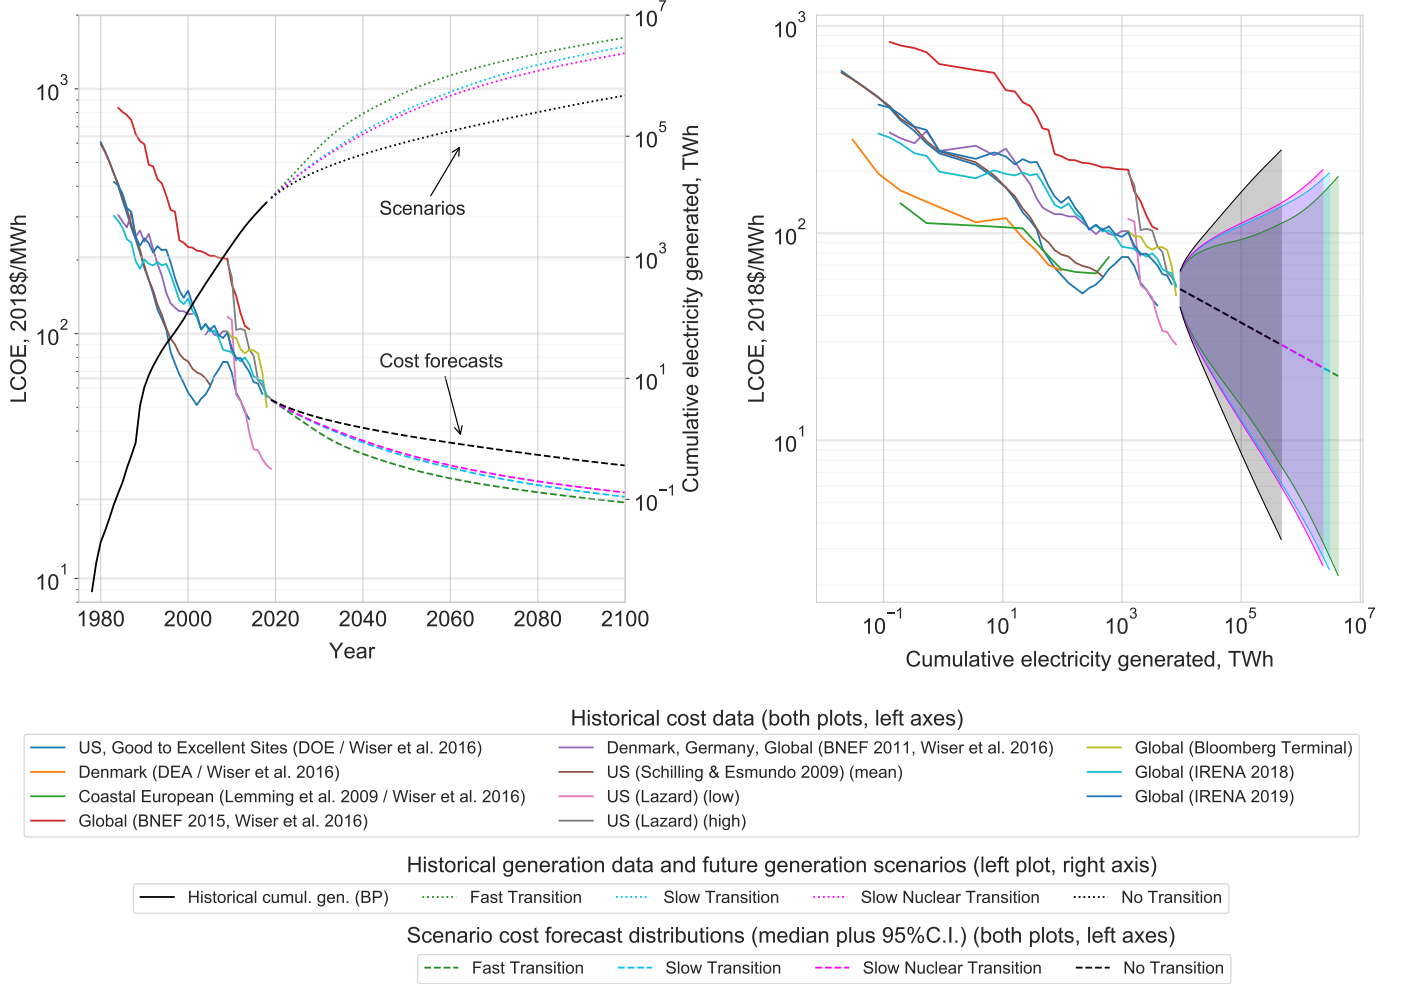 LCOE, 2018$/MWh
10^3
10^2
10^1
10^7
10^5
10^3
10^1
10^−1
Cumulative electricity generated, TWh
Scenarios
Cost forecasts
1980 2000 2020 2040 2060 2080 2100
Year
LCOE, 2018$/MWh
10^3
10^2
10^1
10^−1 10^1 10^3 10^5 10^7
Cumulative electricity generated, TWh
Historical cost data (both plots, left axes)
US, Good to Excellent Sites (DOE / Wiser et al. 2016)
Denmark (DEA / Wiser et al. 2016)
Coastal European (Lemming et al. 2009 / Wiser et al. 2016)
Global (BNEF 2015, Wiser et al. 2016)
Denmark, Germany, Global (BNEF 2011, Wiser et al. 2016)
US (Schilling & Esmundo 2009) (mean)
US (Lazard) (low)
US (Lazard) (high)
Global (Bloomberg Terminal)
Global (IRENA 2018)
Global (IRENA 2019)
Historical generation data and future generation scenarios (left plot, right axis)
Historical cumul. gen. (BP) Fast Transition Slow Transition Slow Nuclear Transition No Transition
Scenario cost forecast distributions (median plus 95%C.I.) (both plots, left axes)
Fast Transition Slow Transition Slow Nuclear Transition No Transition